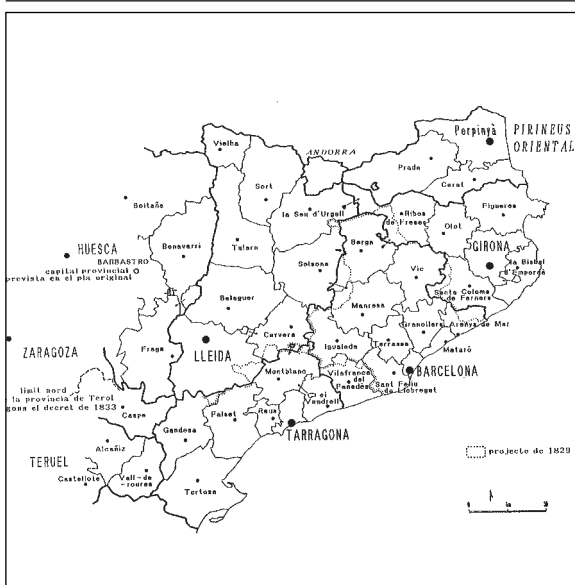 Perpinyà
PIRINEUS
ORIENTAL
Vielha
ANDORRA
Prada
Ceret
Sort
la Seu d'Urgell
Ribes
de Freser
Olot
Figueres
Boltaña
HUESCA
BARBASTRO
capital provincial
prevista en el pla original
Benavarri
Talarn
Solsona
Berga
Vic
GIRONA
la Bisbal
d'Empordà
Santa Coloma
de Farners
Balaguer
Manresa
Cervera
Granollers
Arenys de Mar
Igualada
Terrassa
Mataró
ZARAGOZA
Fraga
LLEIDA
Montblanc
Vilafranca
del
Penedès
Sant Feliu
de Llobregat
BARCELONA
límit nord
la província de Terol
gons el decret de 1833
Casp
Falset
Reus
el
Vendrell
TARRAGONA
Gandesa
Alcañiz
TERUEL
Castellote
Vall-de
-roures
Tortosa
projecte de 1829